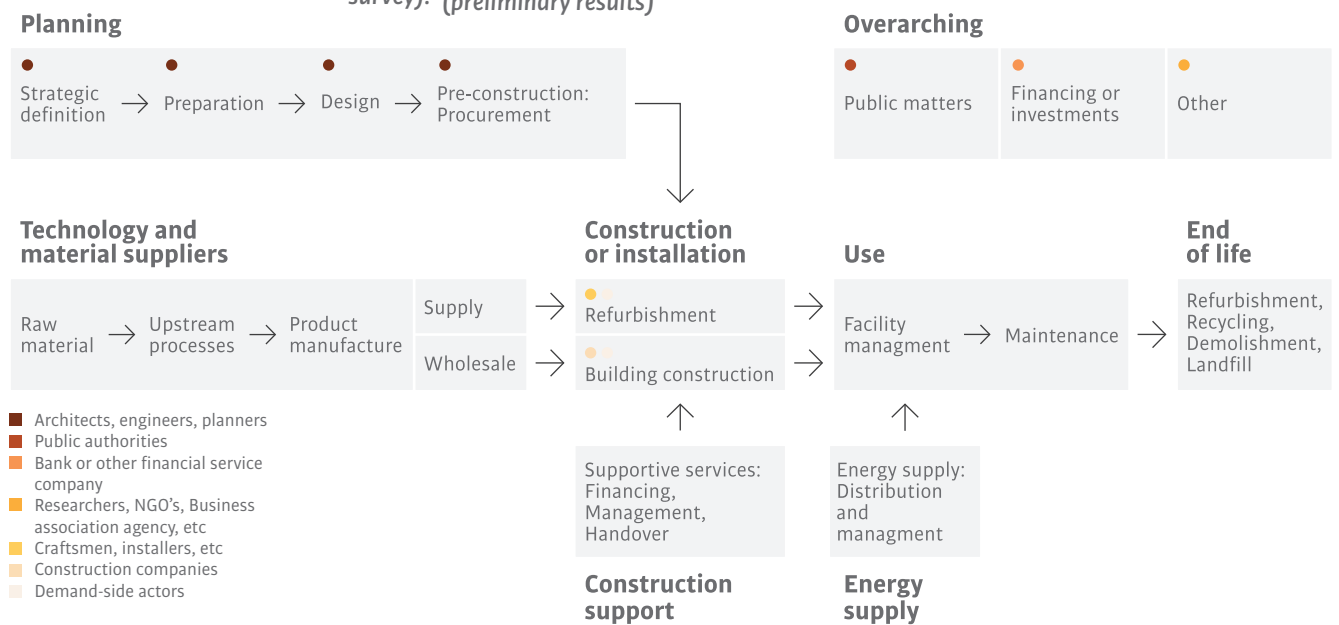 survey). (preliminary results)
Planning
Strategic
definition
Preparation
Design
Pre-construction:
Procurement
Overarching
Public matters
Financing or
investments
Other
Technology and
material suppliers
Raw
material
Upstream
processes
Product
manufacture
Supply
Wholesale
Construction
or installation
Refurbishment
Building construction
Use
Facility
managment
Maintenance
End
of life
Refurbishment,
Recycling,
Demolishment,
Landfill
Architects, engineers, planners
Public authorities
Bank or other financial service
company
Researchers, NGO's, Business
association agency, etc
Craftsmen, installers, etc
Construction companies
Demand-side actors
Supportive services:
Financing,
Management,
Handover
Construction
support
Energy supply:
Distribution
and
managment
Energy
supply